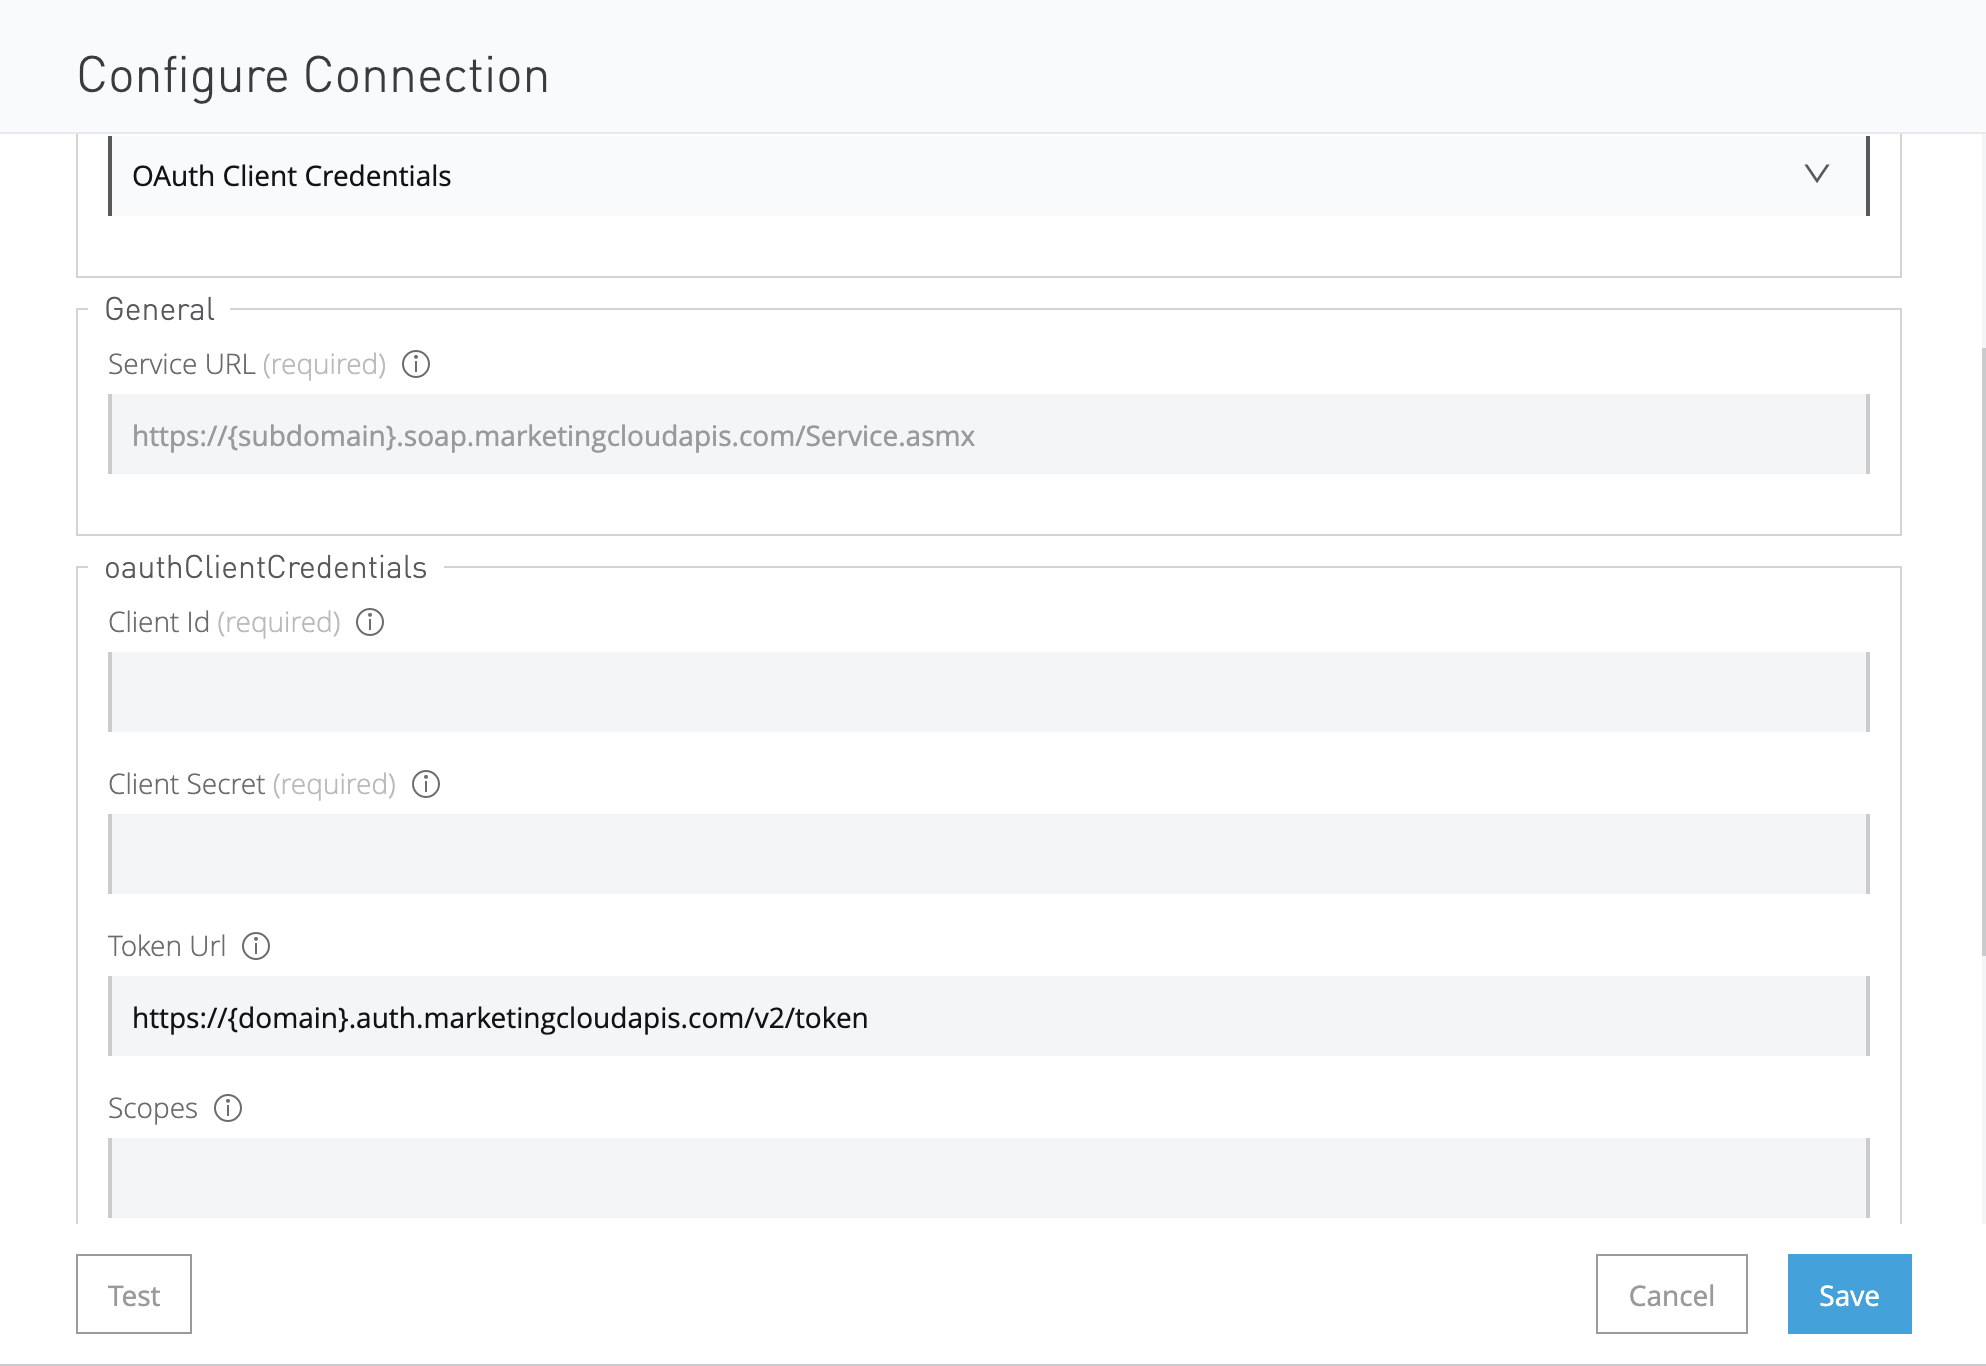 Configure Connection
OAuth Client Credentials
General
Service URL (required)
https://{subdomain}.soap.marketingcloudapis.com/Service.asmx
oauthClientCredentials
Client Id (required)
Client Secret (required)
Token Url
https://{domain}.auth.marketingcloudapis.com/v2/token
Scopes
Test
Cancel
Save